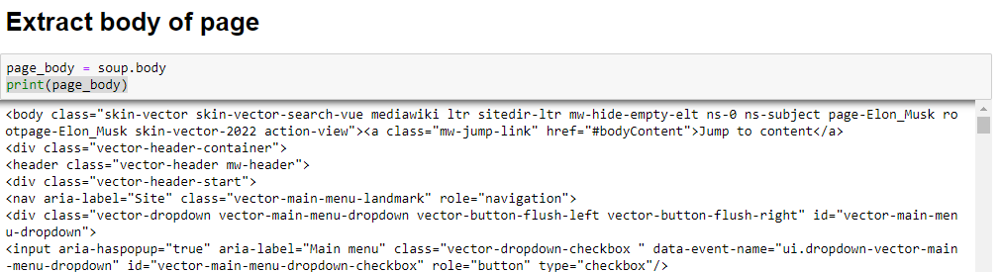 Extract body of page
page_body = soup.body
print(page_body)
<body class="skin-vector skin-vector-search-vue mediawiki ltr sitedir-ltr mw-hide-empty-elt ns-0 ns-subject page-Elon_Musk ro
otpage-Elon_Musk skin-vector-2022 action-view"><a class="mw-jump-link" href="#bodyContent">Jump to content</a>
<div class="vector-header-container">
<header class="vector-header mw-header">
<div class="vector-header-start">
<nav aria-label="Site" class="vector-main-menu-landmark" role="navigation">
<div class="vector-dropdown vector-main-menu-dropdown vector-button-flush-left vector-button-flush-right" id="vector-main-men
u-dropdown">
<input aria-haspopup="true" aria-label="Main menu" class="vector-dropdown-checkbox " data-event-name="ui.dropdown-vector-main
-menu-dropdown" id="vector-main-menu-dropdown-checkbox" role="button" type="checkbox"/>